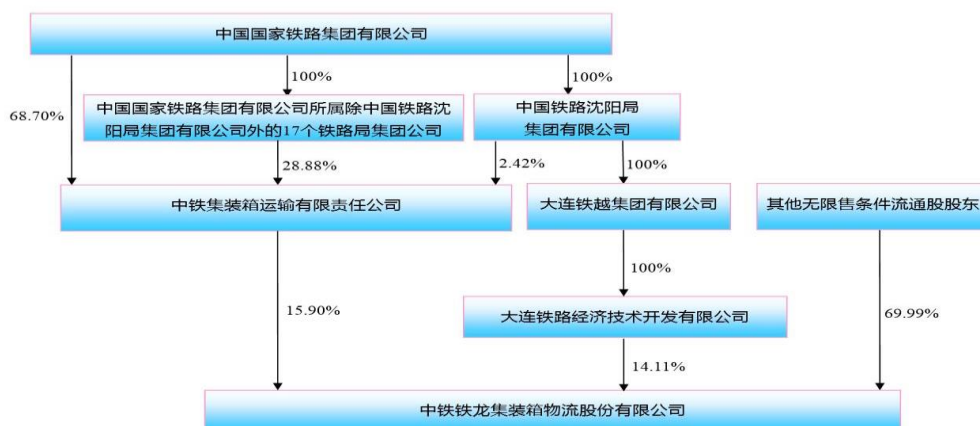 中国国家铁路集团有限公司
100%
100%
68.70%
中国国家铁路集团有限公司所属除中国铁路沈
阳局集团有限公司外的17个铁路局集团公司
中国铁路沈阳局
集团有限公司
28.88%
2.42%
100%
中铁集装箱运输有限责任公司
大连铁越集团有限公司
其他无限售条件流通股股东
100%
15.90%
大连铁路经济技术开发有限公司
69.99%
14.11%
中铁铁龙集装箱物流股份有限公司